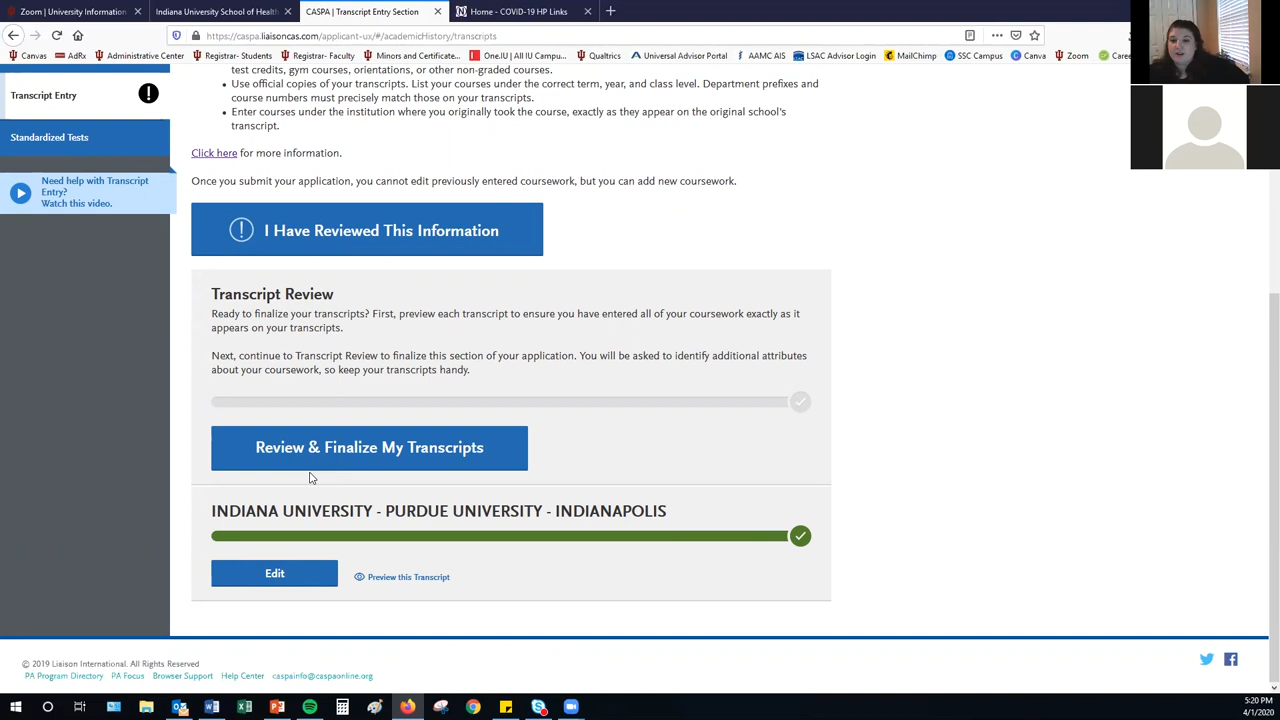 Zoom | University Information
Indiana University School of Health
CASPA | Transcript Entry Section
Home - COVID-19 HP Links
https://caspa.liaisoncas.com/applicant-ux/#/academicHistory/transcripts
Canvas
AdRx
Administrative Center
Registrar- Students
Registrar- Faculty
Minors and Certificate...
One.IU | All IU Campu...
Qualtrics
Universal Advisor Portal
AAMC AIS
LSAC Advisor Login
MailChimp
SSC Campus
Canva
Zoom
Transcript Entry
Standardized Tests
Need help with Transcript
Entry?
Watch this video.
test credits, gym courses, orientations, or other non-graded courses.
• Use official copies of your transcripts. List your courses under the correct term, year, and class level. Department prefixes and
course numbers must precisely match those on your transcripts.
• Enter courses under the institution where you originally took the course, exactly as they appear on the original school's
transcript.
Click here for more information.
Once you submit your application, you cannot edit previously entered coursework, but you can add new coursework.
I Have Reviewed This Information
Transcript Review
Ready to finalize your transcripts? First, preview each transcript to ensure you have entered all of your coursework exactly as it
appears on your transcripts.
Next, continue to Transcript Review to finalize this section of your application. You will be asked to identify additional attributes
about your coursework, so keep your transcripts handy.
Review & Finalize My Transcripts
INDIANA UNIVERSITY - PURDUE UNIVERSITY - INDIANAPOLIS
Edit
Preview this Transcript
© 2019 Liaison International. All Rights Reserved
PA Program Directory
PA Focus
Browser Support
Help Center
caspainfo@caspaonline.org
5:20 PM
4/1/2020